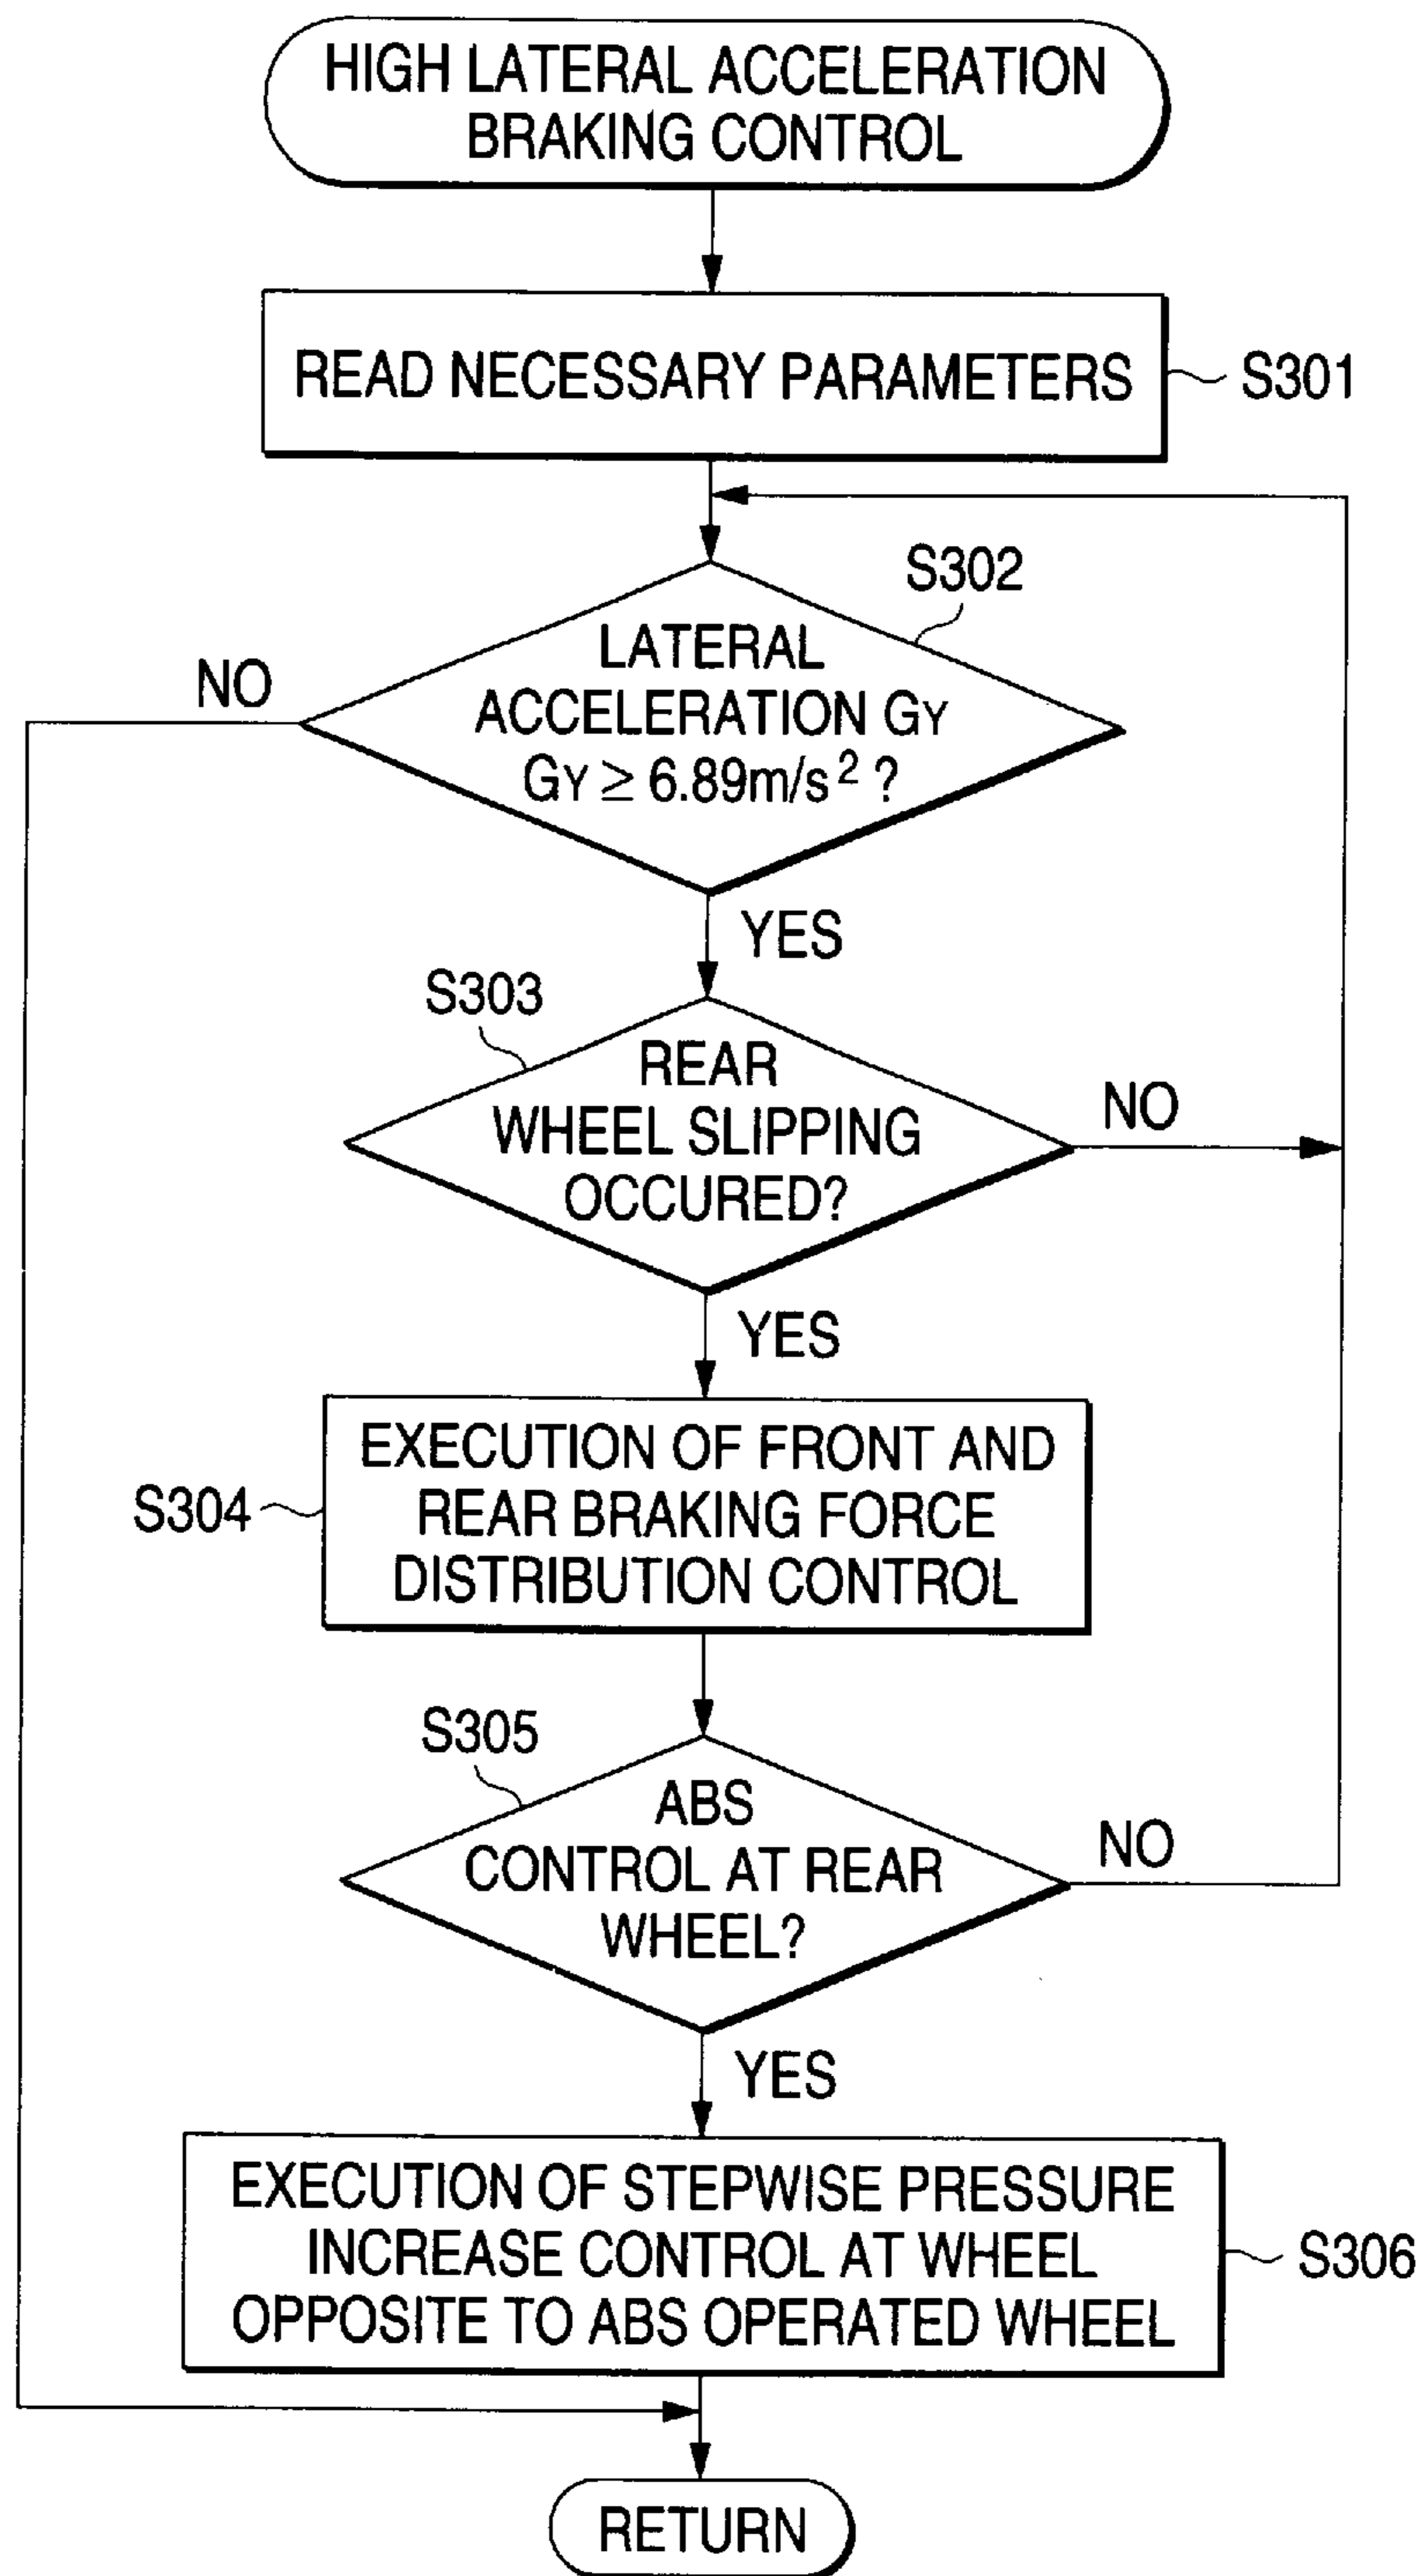 HIGH LATERAL ACCELERATION
BRAKING CONTROL
READ NECESSARY PARAMETERS
S301
S302
LATERAL
ACCELERATION GY
GY ≥ 6.89m/s² ?
NO
YES
S303
REAR
WHEEL SLIPPING
OCCURED?
NO
YES
EXECUTION OF FRONT AND
REAR BRAKING FORCE
DISTRIBUTION CONTROL
S304
S305
ABS
CONTROL AT REAR
WHEEL?
NO
YES
EXECUTION OF STEPWISE PRESSURE
INCREASE CONTROL AT WHEEL
OPPOSITE TO ABS OPERATED WHEEL
S306
RETURN